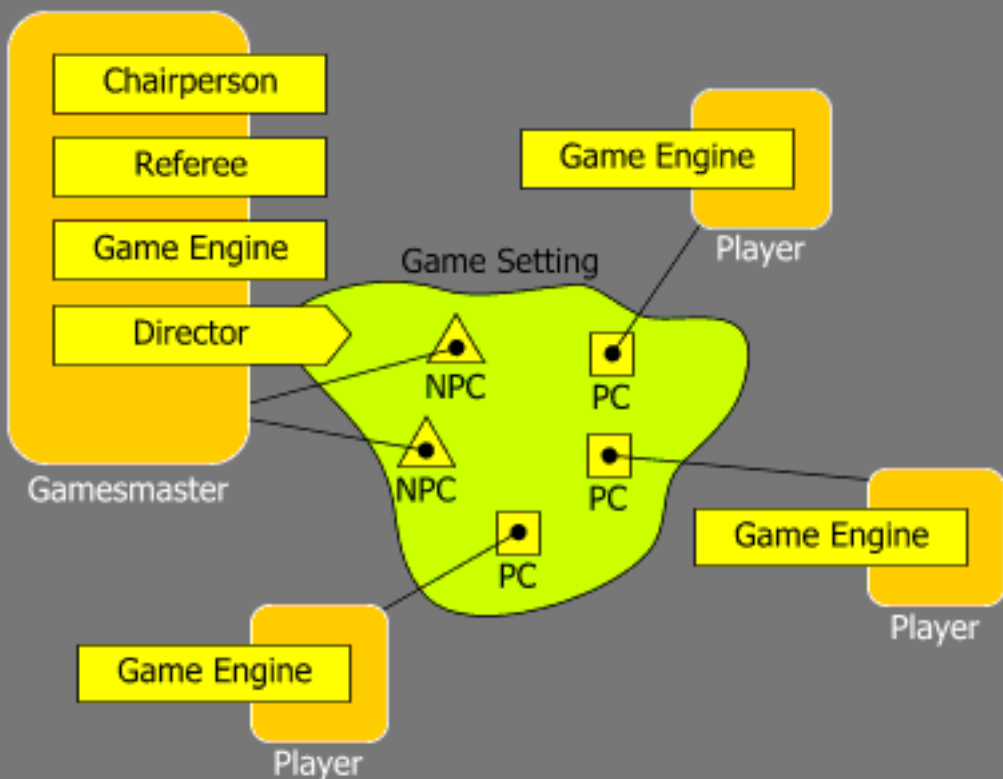 Chairperson
Referee
Game Engine
Director
Gamesmaster
Game Engine
Player
Game Setting
NPC
PC
NPC
PC
PC
Game Engine
Player
Game Engine
Player